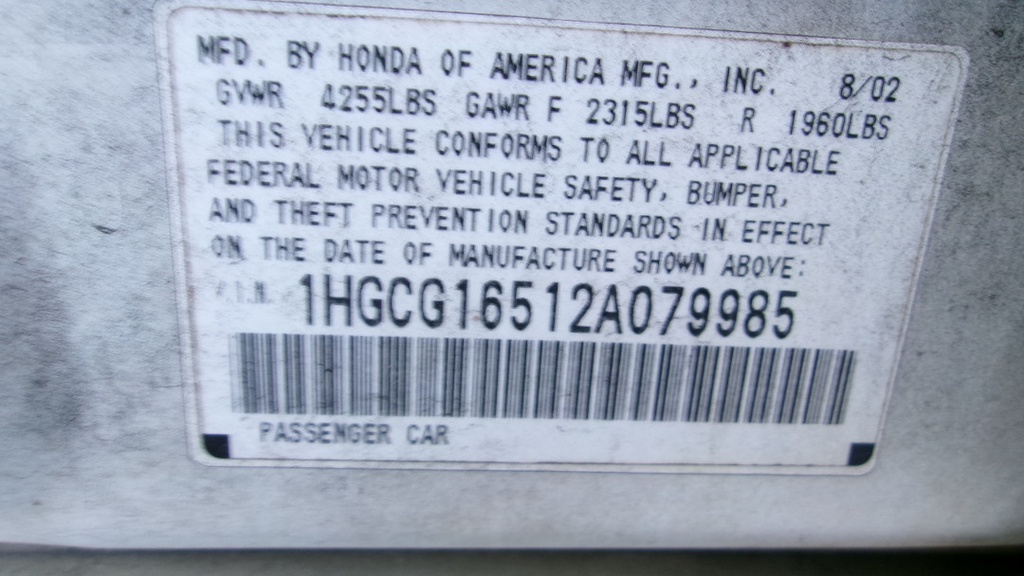 MFD. BY HONDA OF AMERICA MFG., INC. 8/02
GVWR 4255LBS GAWR F 2315LBS R 1960LBS
THIS VEHICLE CONFORMS TO ALL APPLICABLE
FEDERAL MOTOR VEHICLE SAFETY, BUMPER,
AND THEFT PREVENTION STANDARDS IN EFFECT
ON THE DATE OF MANUFACTURE SHOWN ABOVE:
V.I.N. 1HGCG16512A079985
PASSENGER CAR